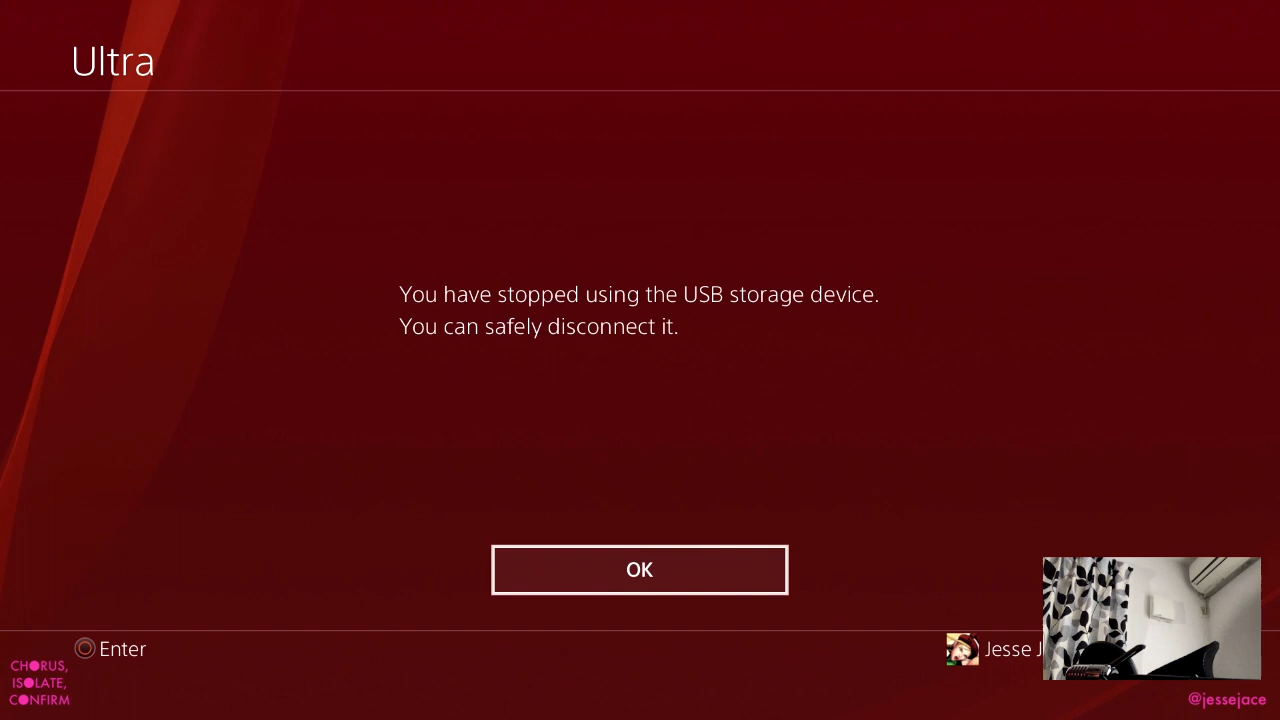 Ultra
You have stopped using the USB storage device.
You can safely disconnect it.
OK
Enter
Jesse J
CHORUS,
ISOLATE,
CONFIRM
@jessejace